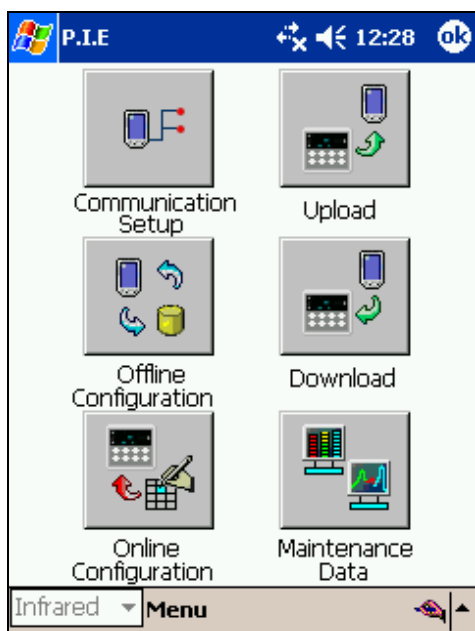 P.I.E 12:28 ok
Communication
Setup
Upload
Offline
Configuration
Download
Online
Configuration
Maintenance
Data
Infrared Menu